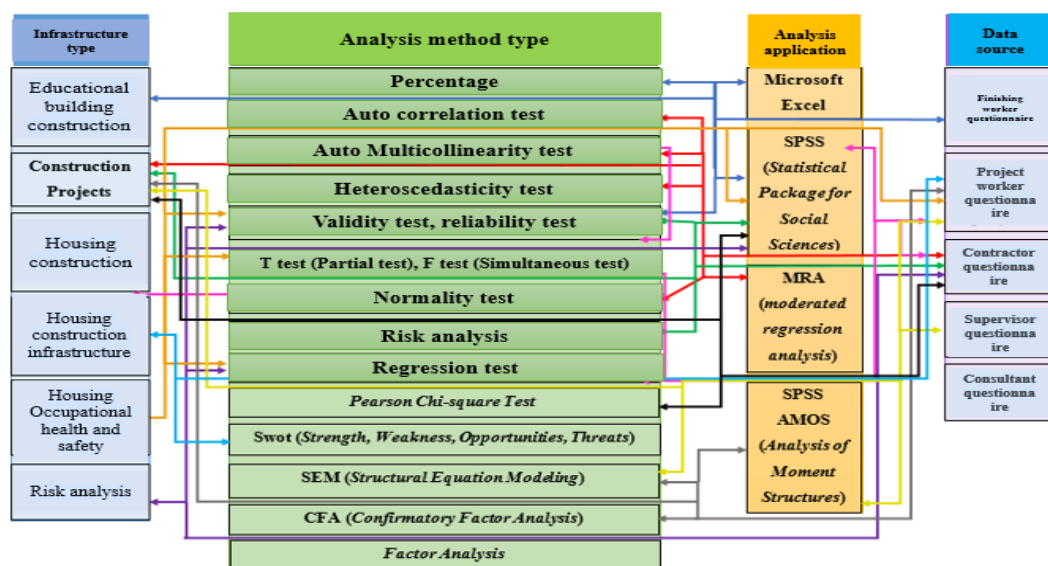 Infrastructure
type
Educational
building
construction
Construction
Projects
Housing
construction
Housing
construction
infrastructure
Housing
Occupational
health and
safety
Risk analysis
Analysis method type
Percentage
Auto correlation test
Auto Multicollinearity test
Heteroscedasticity test
Validity test, reliability test
T test (Partial test), F test (Simultaneous test)
Normality test
Risk analysis
Regression test
Pearson Chi-square Test
Swot (Strength, Weakness, Opportunities, Threats)
SEM (Structural Equation Modeling)
CFA (Confirmatory Factor Analysis)
Factor Analysis
Analysis
application
Microsoft
Excel
SPSS
(Statistical
Package for
Social
Sciences)
MRA
(moderated
regression
analysis)
SPSS
AMOS
(Analysis of
Moment
Structures)
Data
source
Finishing
worker
questionnaire
Project
worker
questionna
ire
Contractor
questionna
ire
Supervisor
questionna
ire
Consultant
questionna
ire